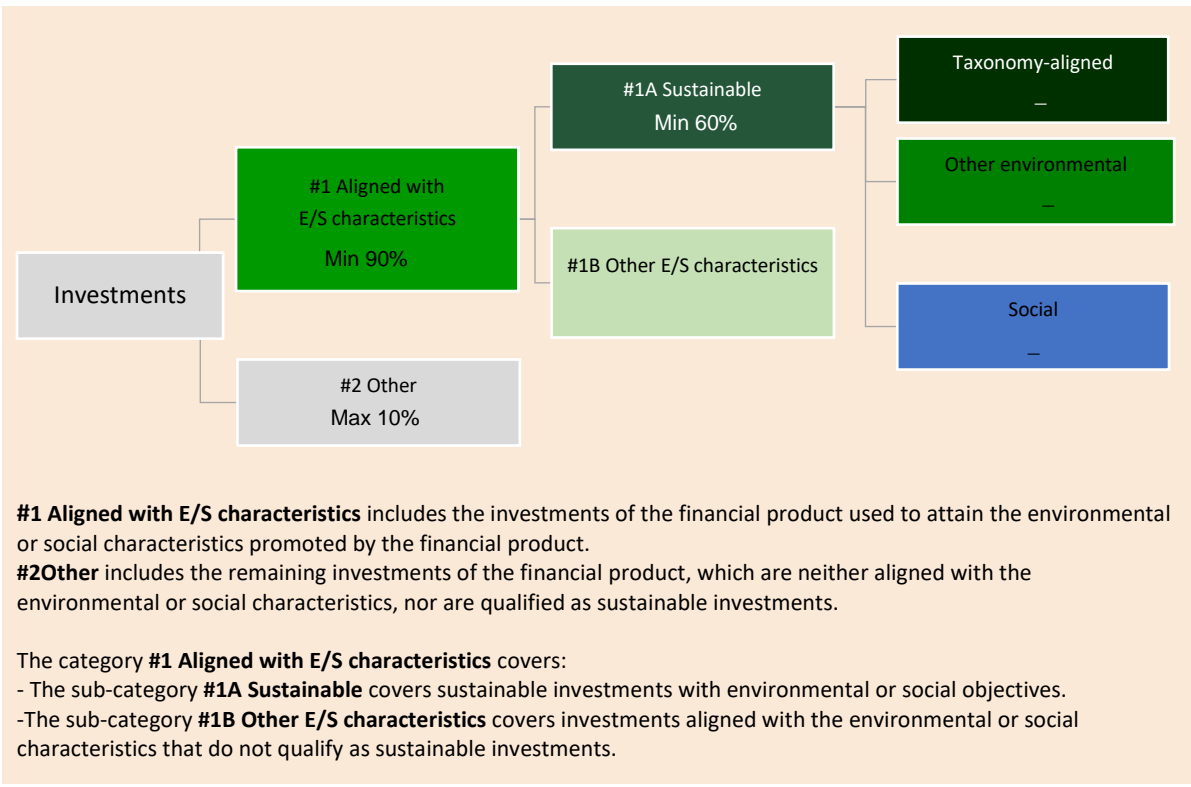 Investments
#1 Aligned with
E/S characteristics
Min 90%
#2 Other
Max 10%
#1A Sustainable
Min 60%
#1B Other E/S characteristics
Taxonomy-aligned
_
Other environmental
_
Social
_
#1 Aligned with E/S characteristics includes the investments of the financial product used to attain the environmental
or social characteristics promoted by the financial product.
#2Other includes the remaining investments of the financial product, which are neither aligned with the
environmental or social characteristics, nor are qualified as sustainable investments.
The category #1 Aligned with E/S characteristics covers:
- The sub-category #1A Sustainable covers sustainable investments with environmental or social objectives.
-The sub-category #1B Other E/S characteristics covers investments aligned with the environmental or social
characteristics that do not qualify as sustainable investments.